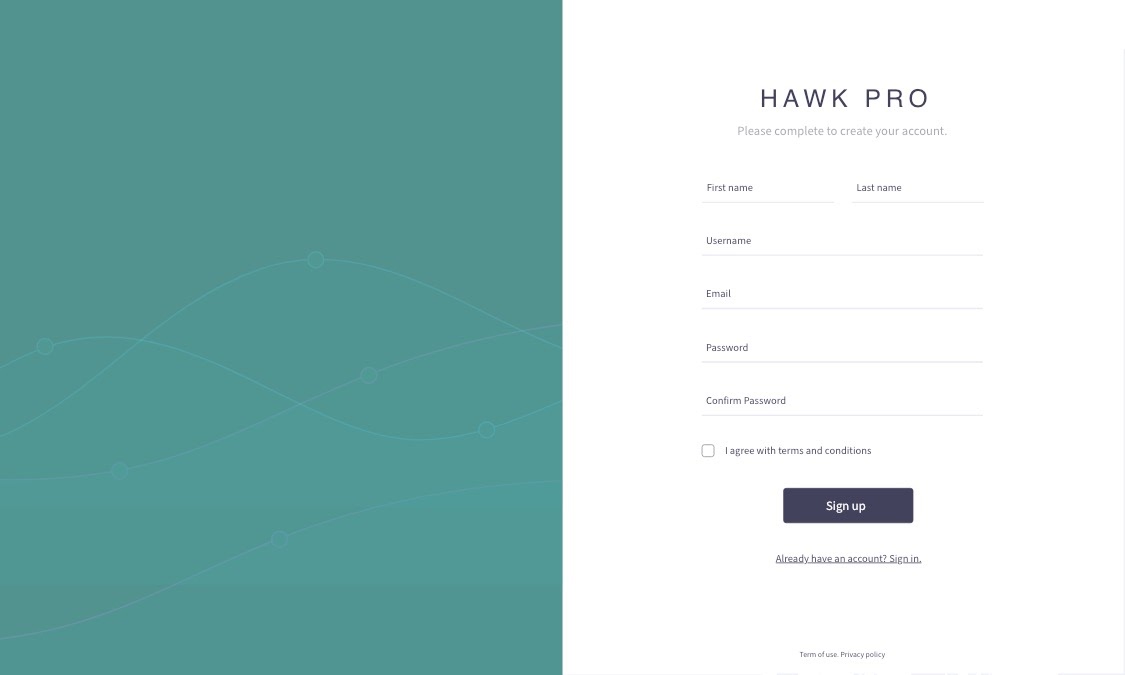 HAWK PRO
Please complete to create your account.
First name Last name
Username
Email
Password
Confirm Password
I agree with terms and conditions
Sign up
Already have an account? Sign in.
Term of use. Privacy policy